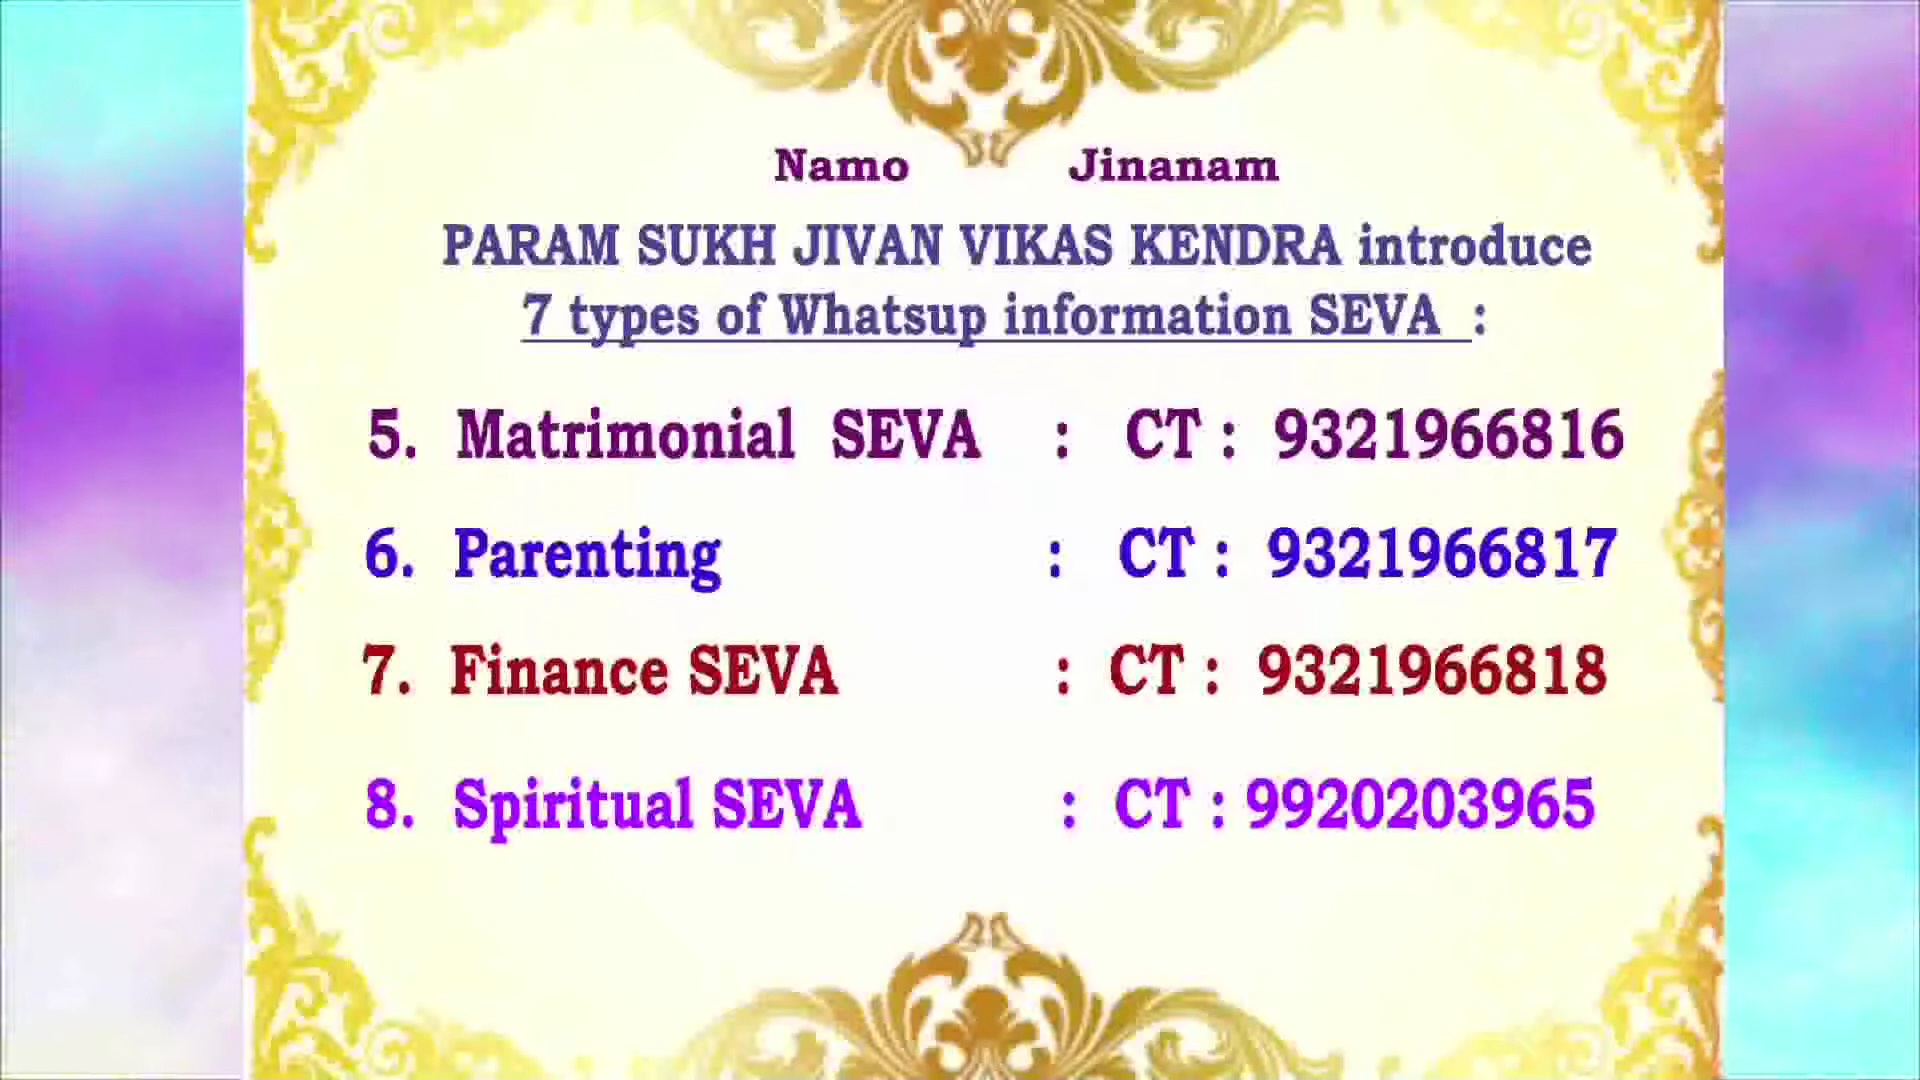 Namo Jinanam
PARAM SUKH JIVAN VIKAS KENDRA introduce
7 types of Whatsup information SEVA :
5. Matrimonial SEVA : CT : 9321966816
6. Parenting : CT : 9321966817
7. Finance SEVA : CT : 9321966818
8. Spiritual SEVA : CT : 9920203965